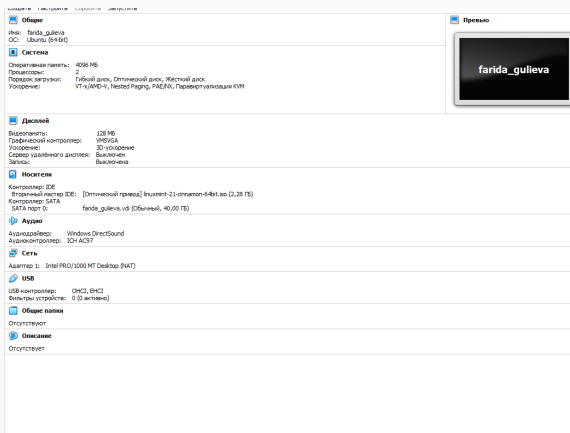 Создать Настроить Сбросить Запустить
Общие
Имя: farida_gulieva
ОС: Ubuntu (64-bit)
Система
Оперативная память: 4096 МБ
Процессоры: 2
Порядок загрузки: Гибкий диск, Оптический диск, Жёсткий диск
Ускорение: VT-x/AMD-V, Nested Paging, PAE/NX, Паравиртуализация KVM
Превью
farida_gulieva
Дисплей
Видеопамять: 128 МБ
Графический контроллер: VMSVGA
Ускорение: 3D-ускорение
Сервер удалённого дисплея: Выключен
Запись: Выключена
Носители
Контроллер: IDE
Вторичный мастер IDE: [Оптический привод] linuxmint-21-cinnamon-64bit.iso (2,28 ГБ)
Контроллер: SATA
SATA порт 0: farida_gulieva.vdi (Обычный, 40,00 ГБ)
Аудио
Аудиодрайвер: Windows DirectSound
Аудиоконтроллер: ICH AC97
Сеть
Адаптер 1: Intel PRO/1000 MT Desktop (NAT)
USB
USB-контроллер: OHCI, EHCI
Фильтры устройств: 0 (0 активно)
Общие папки
Отсутствуют
Описание
Отсутствует